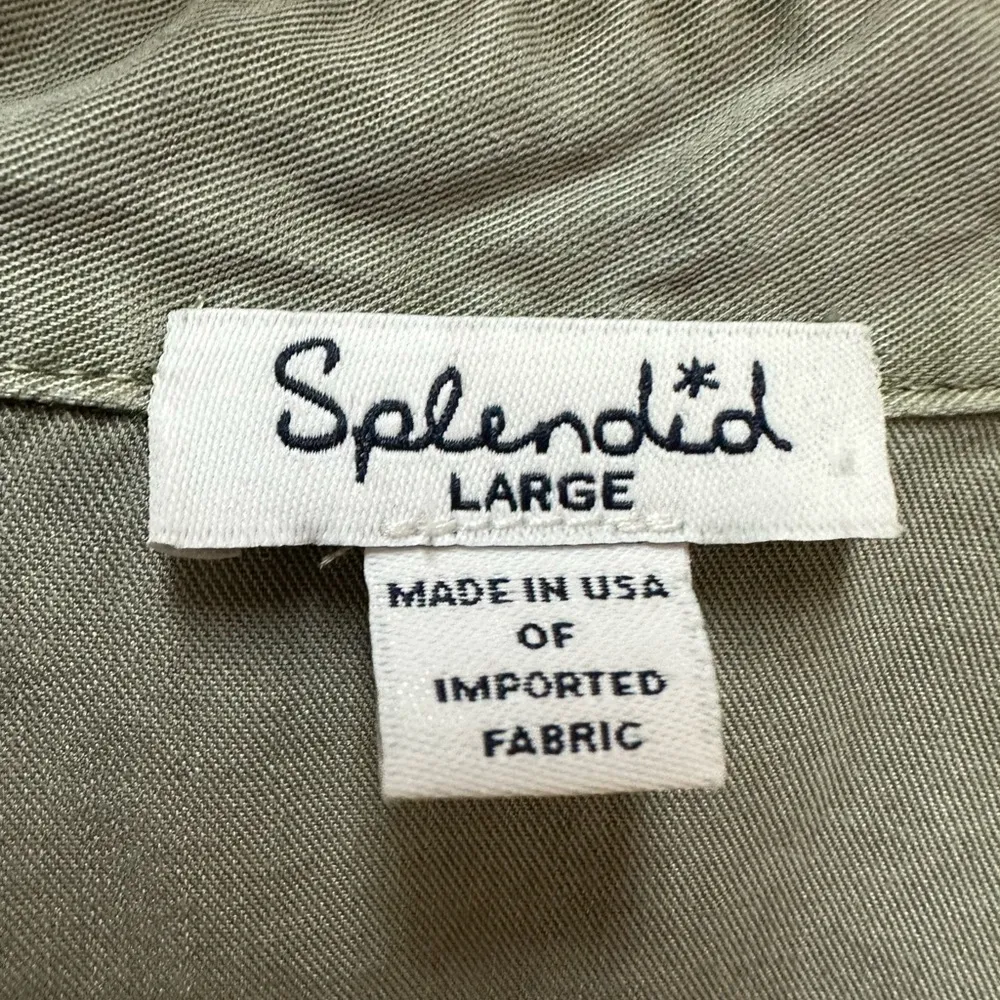 Splendid
LARGE
MADE IN USA
OF
IMPORTED
FABRIC